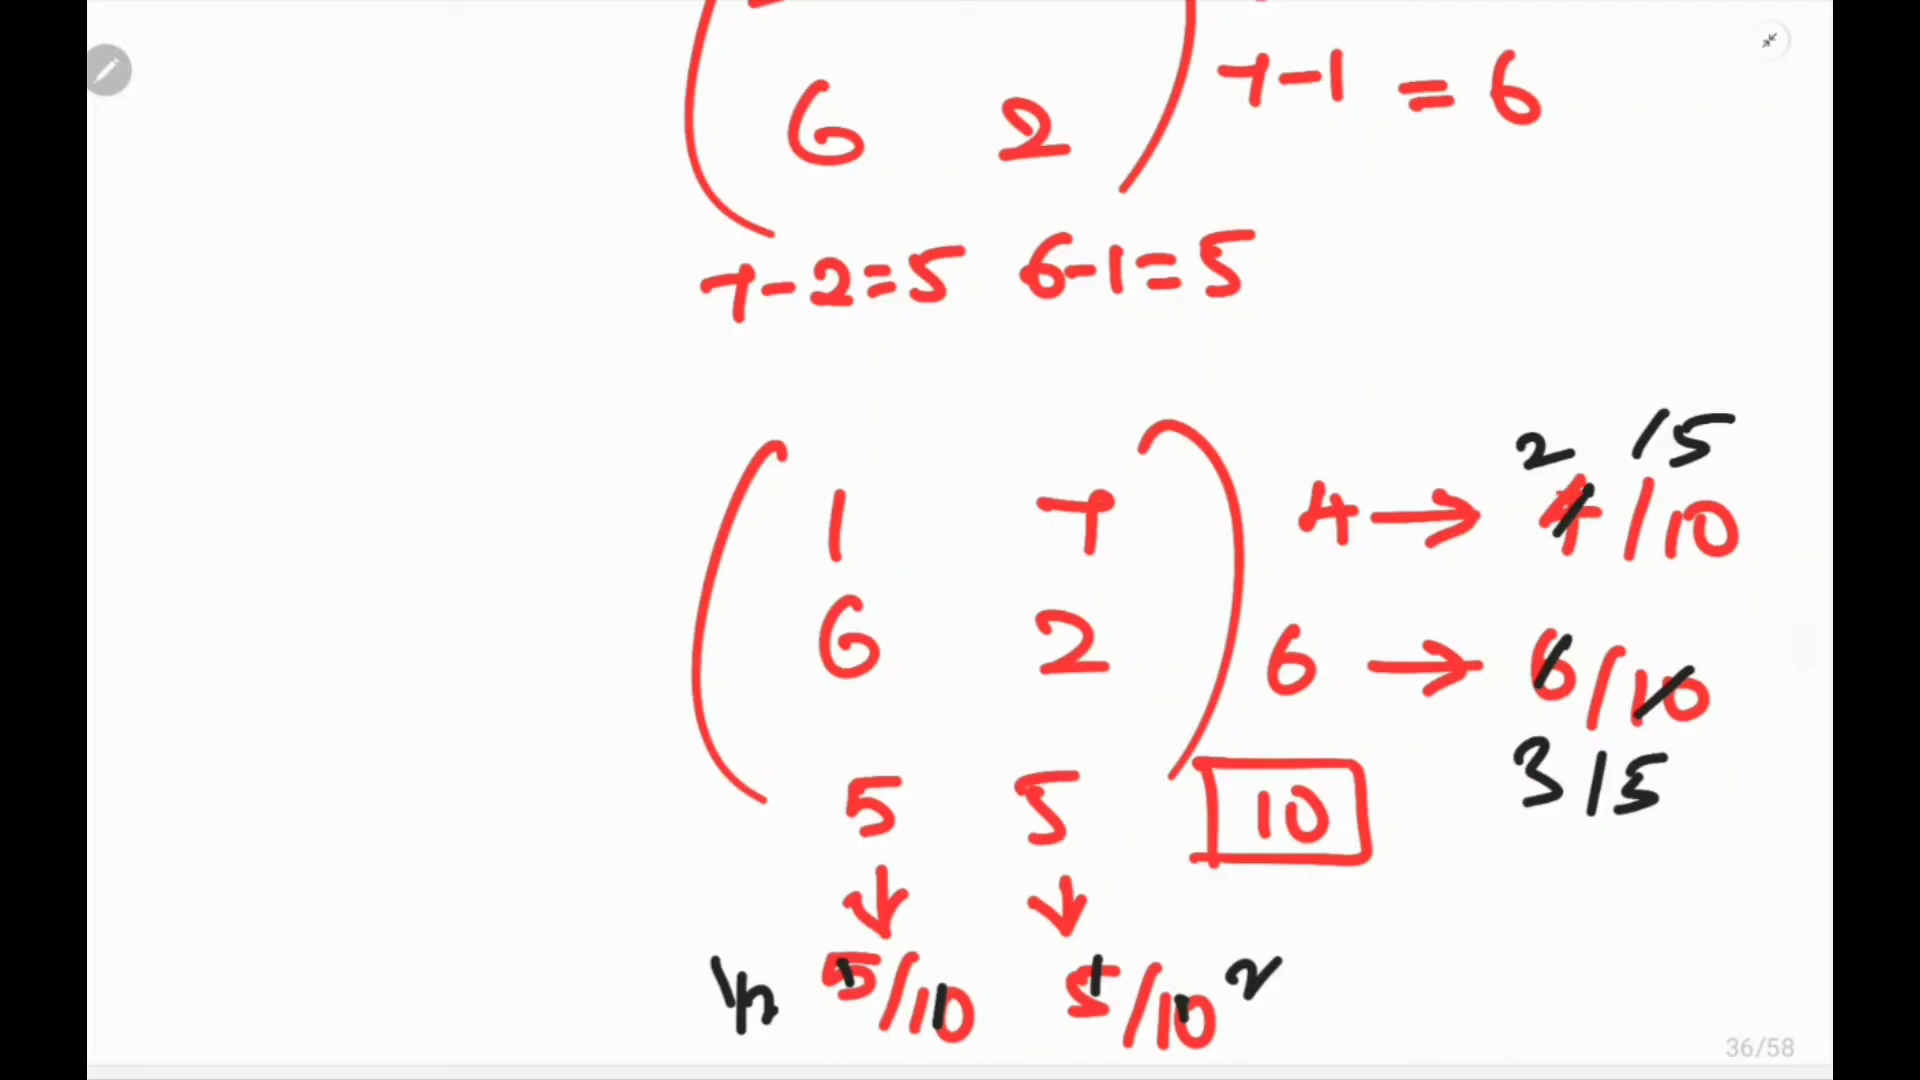 7-1 = 6
6 2
7-2=5 6-1=5
2 /5
1 7 4 → 4/10
6 2 6 → 6/10
5 5 10 3/5
↓ ↓
5/10 5/10 2
36/58